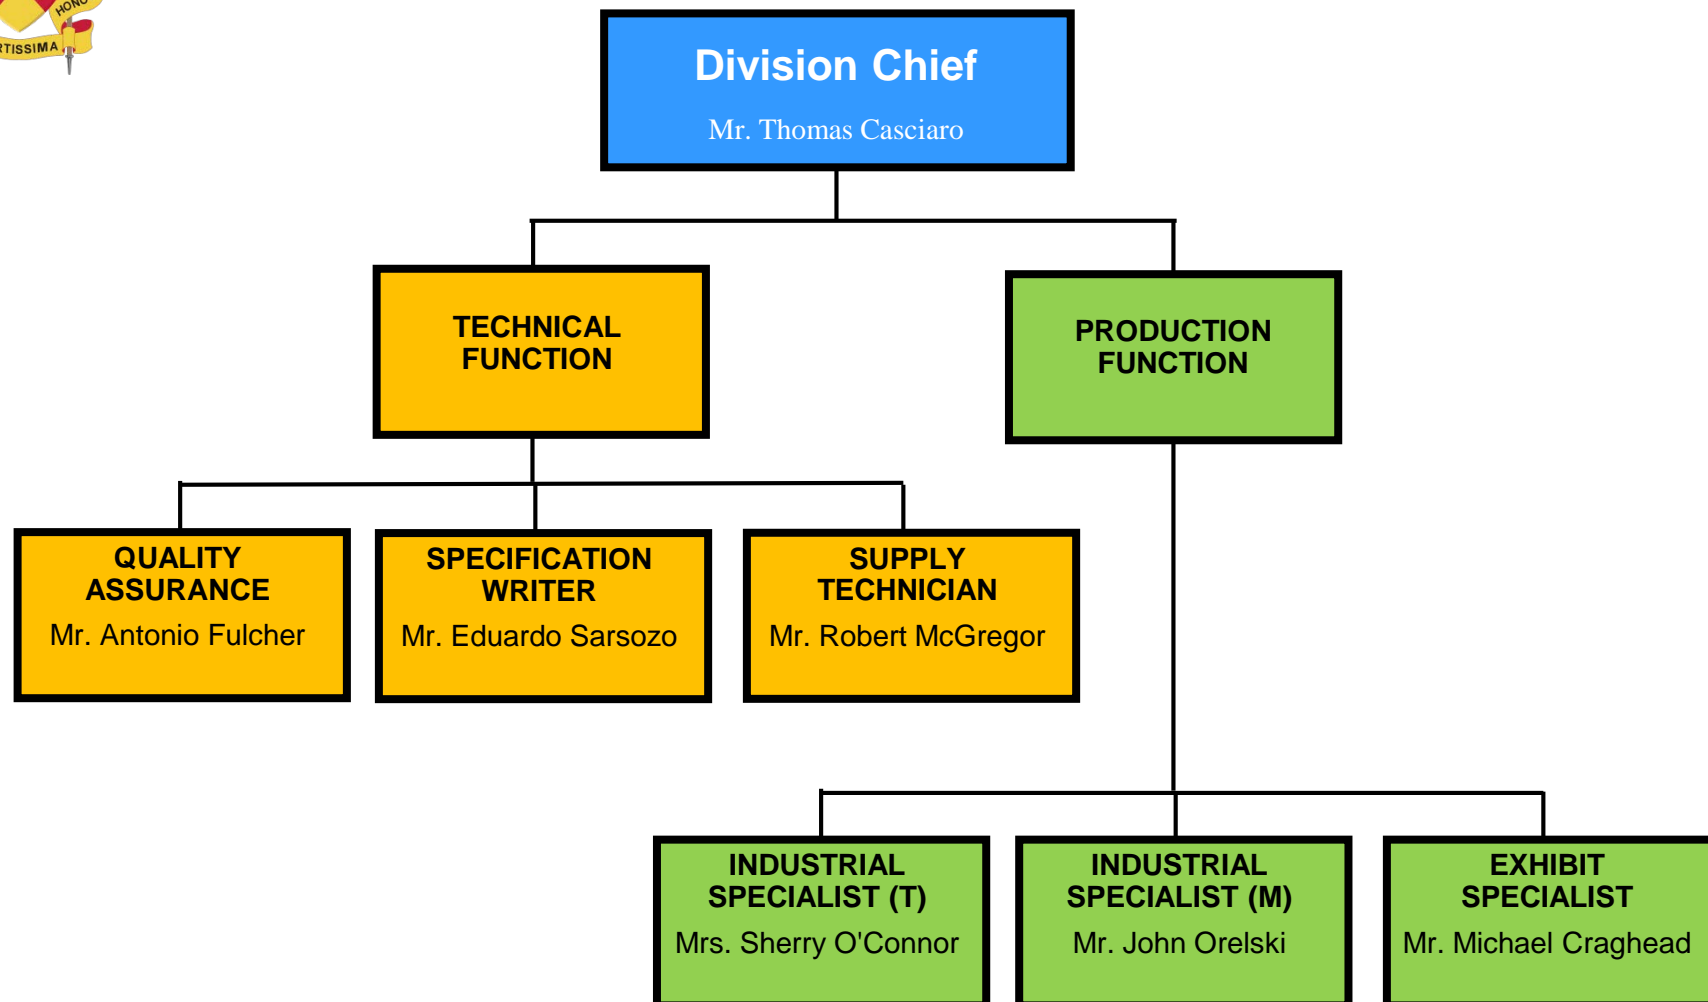 HONO
RTISSIMA
Division Chief
Mr. Thomas Casciaro
TECHNICAL
FUNCTION
PRODUCTION
FUNCTION
QUALITY
ASSURANCE
Mr. Antonio Fulcher
SPECIFICATION
WRITER
Mr. Eduardo Sarsozo
SUPPLY
TECHNICIAN
Mr. Robert McGregor
INDUSTRIAL
SPECIALIST (T)
Mrs. Sherry O'Connor
INDUSTRIAL
SPECIALIST (M)
Mr. John Orelski
EXHIBIT
SPECIALIST
Mr. Michael Craghead